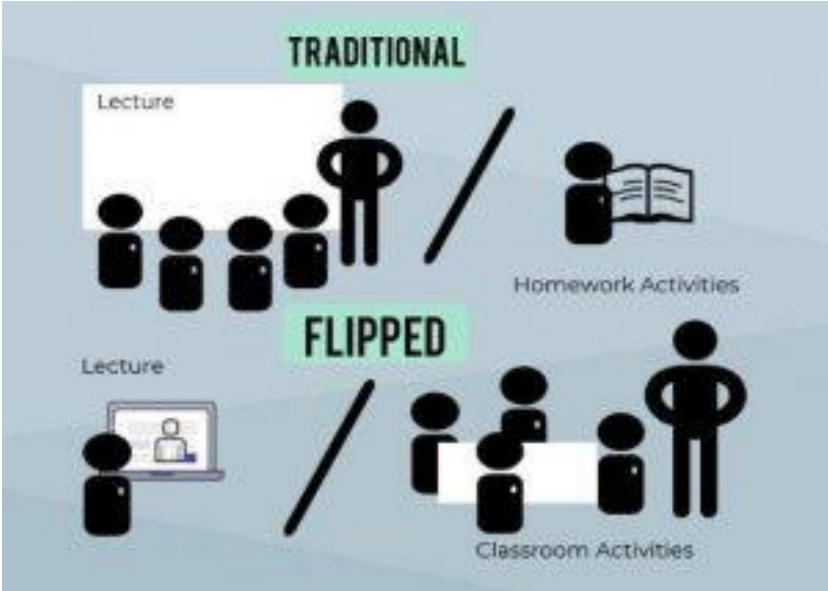 TRADITIONAL
Lecture
Homework Activities
FLIPPED
Lecture
Classroom Activities